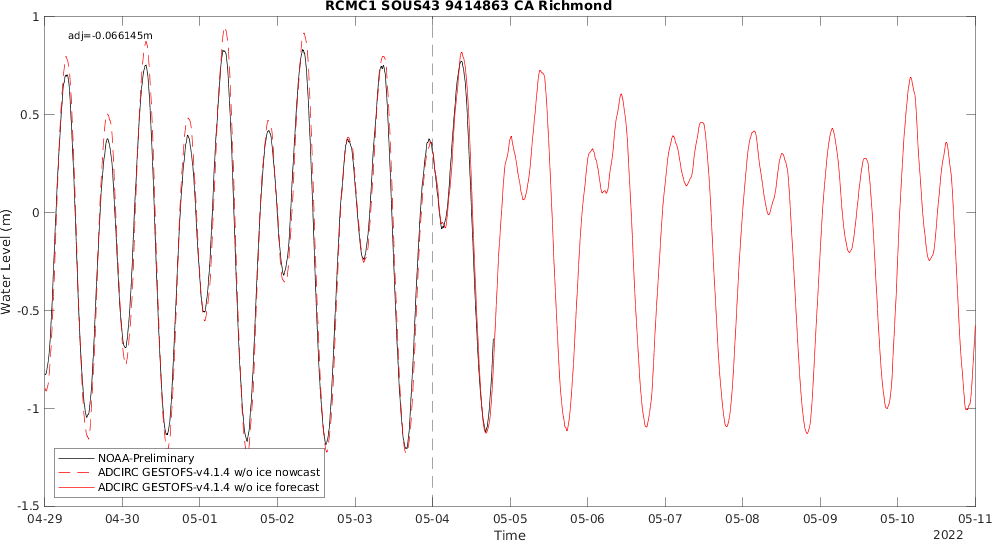 RCMC1 SOUS43 9414863 CA Richmond
adj=-0.066145m
1
0.5
0
-0.5
-1
-1.5
Water Level (m)
NOAA-Preliminary
ADCIRC GESTOFS-v4.1.4 w/o ice nowcast
ADCIRC GESTOFS-v4.1.4 w/o ice forecast
04-29 04-30 05-01 05-02 05-03 05-04 05-05 05-06 05-07 05-08 05-09 05-10 05-11
Time
2022